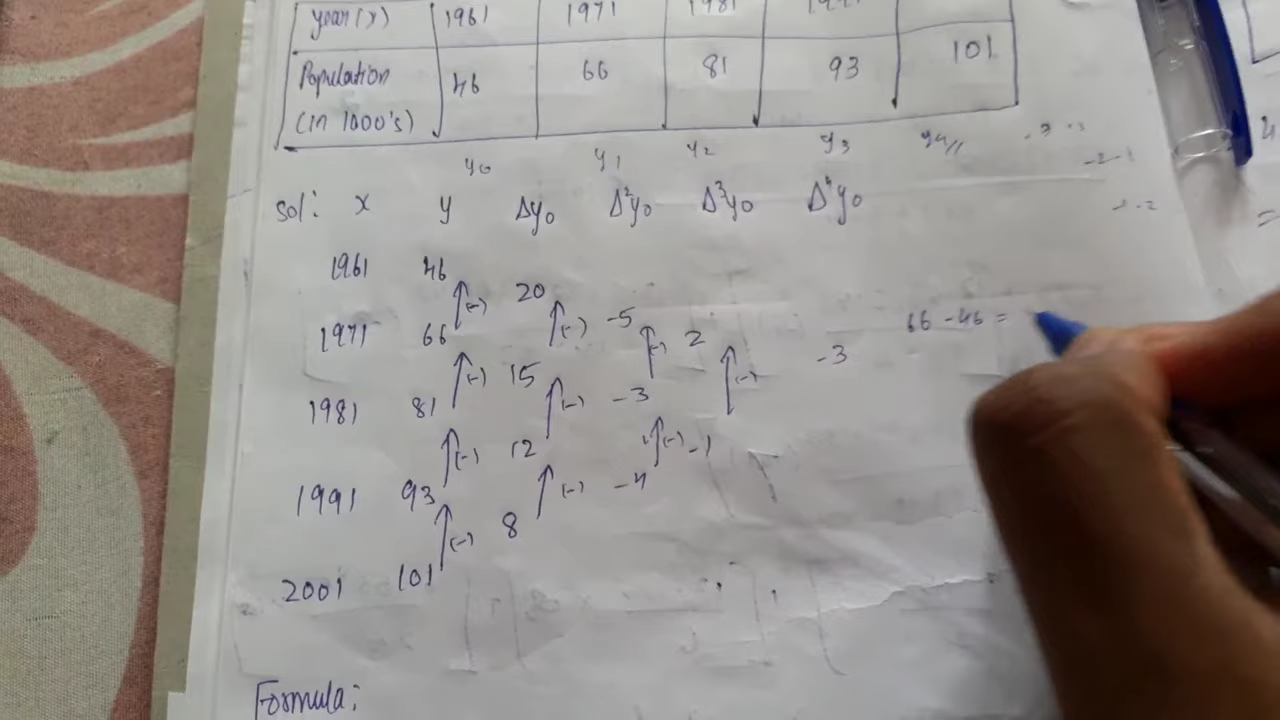 year (x) 1961 1971 1981
Population 46 66 81 93 101
(in 1000's)
y0 y1 y2 y3 y4//
Sol: x y Δy0 Δ²y0 Δ³y0 Δ⁴y0
1961 46
(-) 20
1971 66 (-) -5
(-) 15 (-) 2
1981 81 (-) -3 (-) -3
(-) 12 (-) -1
1991 93 (-) -4
(-) 8
2001 101
66 - 46 =
Formula: